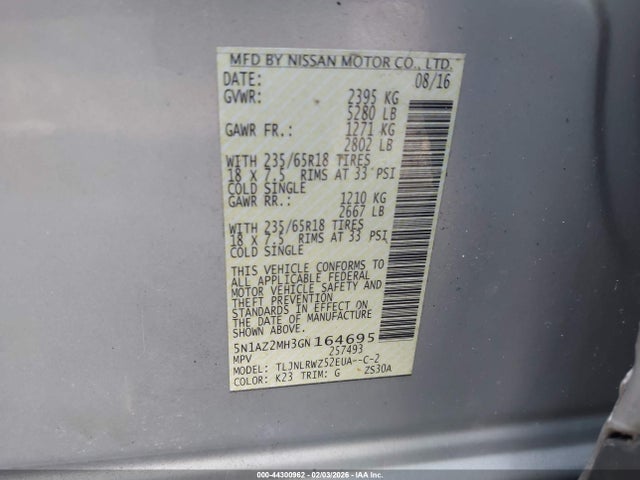 MFD BY NISSAN MOTOR CO., LTD.
DATE: 08/16
GVWR: 2395 KG
5280 LB
GAWR FR.: 1271 KG
2802 LB
WITH 235/65R18 TIRES
18 X 7.5 RIMS AT 33 PSI
COLD SINGLE
GAWR RR.: 1210 KG
2667 LB
WITH 235/65R18 TIRES
18 X 7.5 RIMS AT 33 PSI
COLD SINGLE
THIS VEHICLE CONFORMS TO
ALL APPLICABLE FEDERAL
MOTOR VEHICLE SAFETY AND
THEFT PREVENTION
STANDARDS IN EFFECT ON
THE DATE OF MANUFACTURE
SHOWN ABOVE.
5N1AZ2MH3GN164695
MPV 257493
MODEL: TLJNLRWZ52EUA--C-2
COLOR: K23 TRIM: G ZS30A
000-44300962 | 02/03/2026 - IAA Inc.